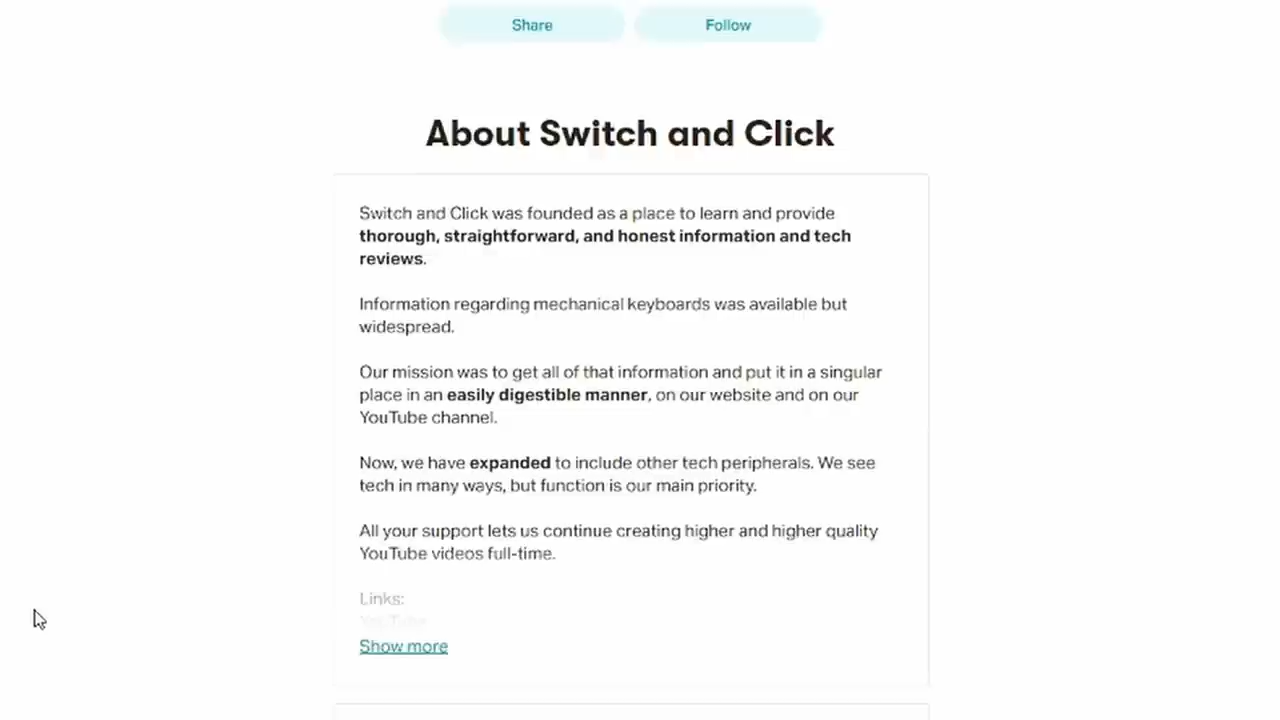 Share
Follow
About Switch and Click
Switch and Click was founded as a place to learn and provide
thorough, straightforward, and honest information and tech
reviews.
Information regarding mechanical keyboards was available but
widespread.
Our mission was to get all of that information and put it in a singular
place in an easily digestible manner, on our website and on our
YouTube channel.
Now, we have expanded to include other tech peripherals. We see
tech in many ways, but function is our main priority.
All your support lets us continue creating higher and higher quality
YouTube videos full-time.
Links:
YouTube
Show more